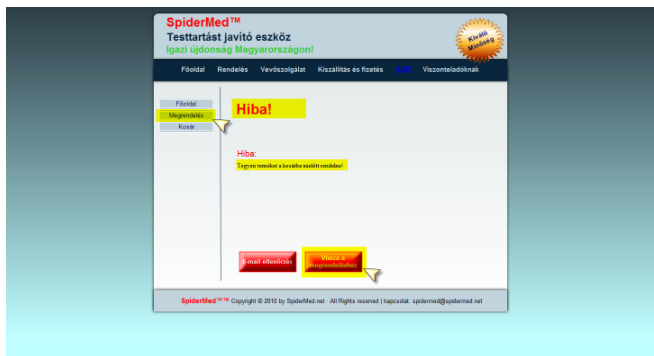 SpiderMed™
Testtartást javító eszköz
Igazi újdonság Magyarországon!
Kiváló
Minőség
Főoldal Rendelés Vevőszolgálat Kiszállítás és fizetés Viszonteladóknak
Főoldal
Megrendelés
Kosár
Hiba!
Hiba:
Tegyen terméket a kosárba mielőtt rendelne!
E-mail ellenőrzés
Vissza a
megrendeléshez
SpiderMed™™ Copyright © 2010 by SpiderMed.net · All Rights reserved | kapcsolat: spidermed@spidermed.net